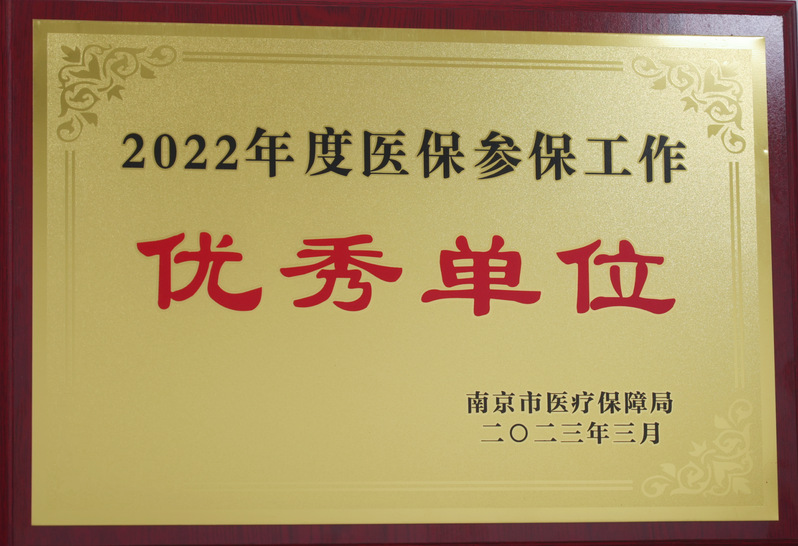 2022年度医保参保工作
优秀单位
南京市医疗保障局
二〇二三年三月